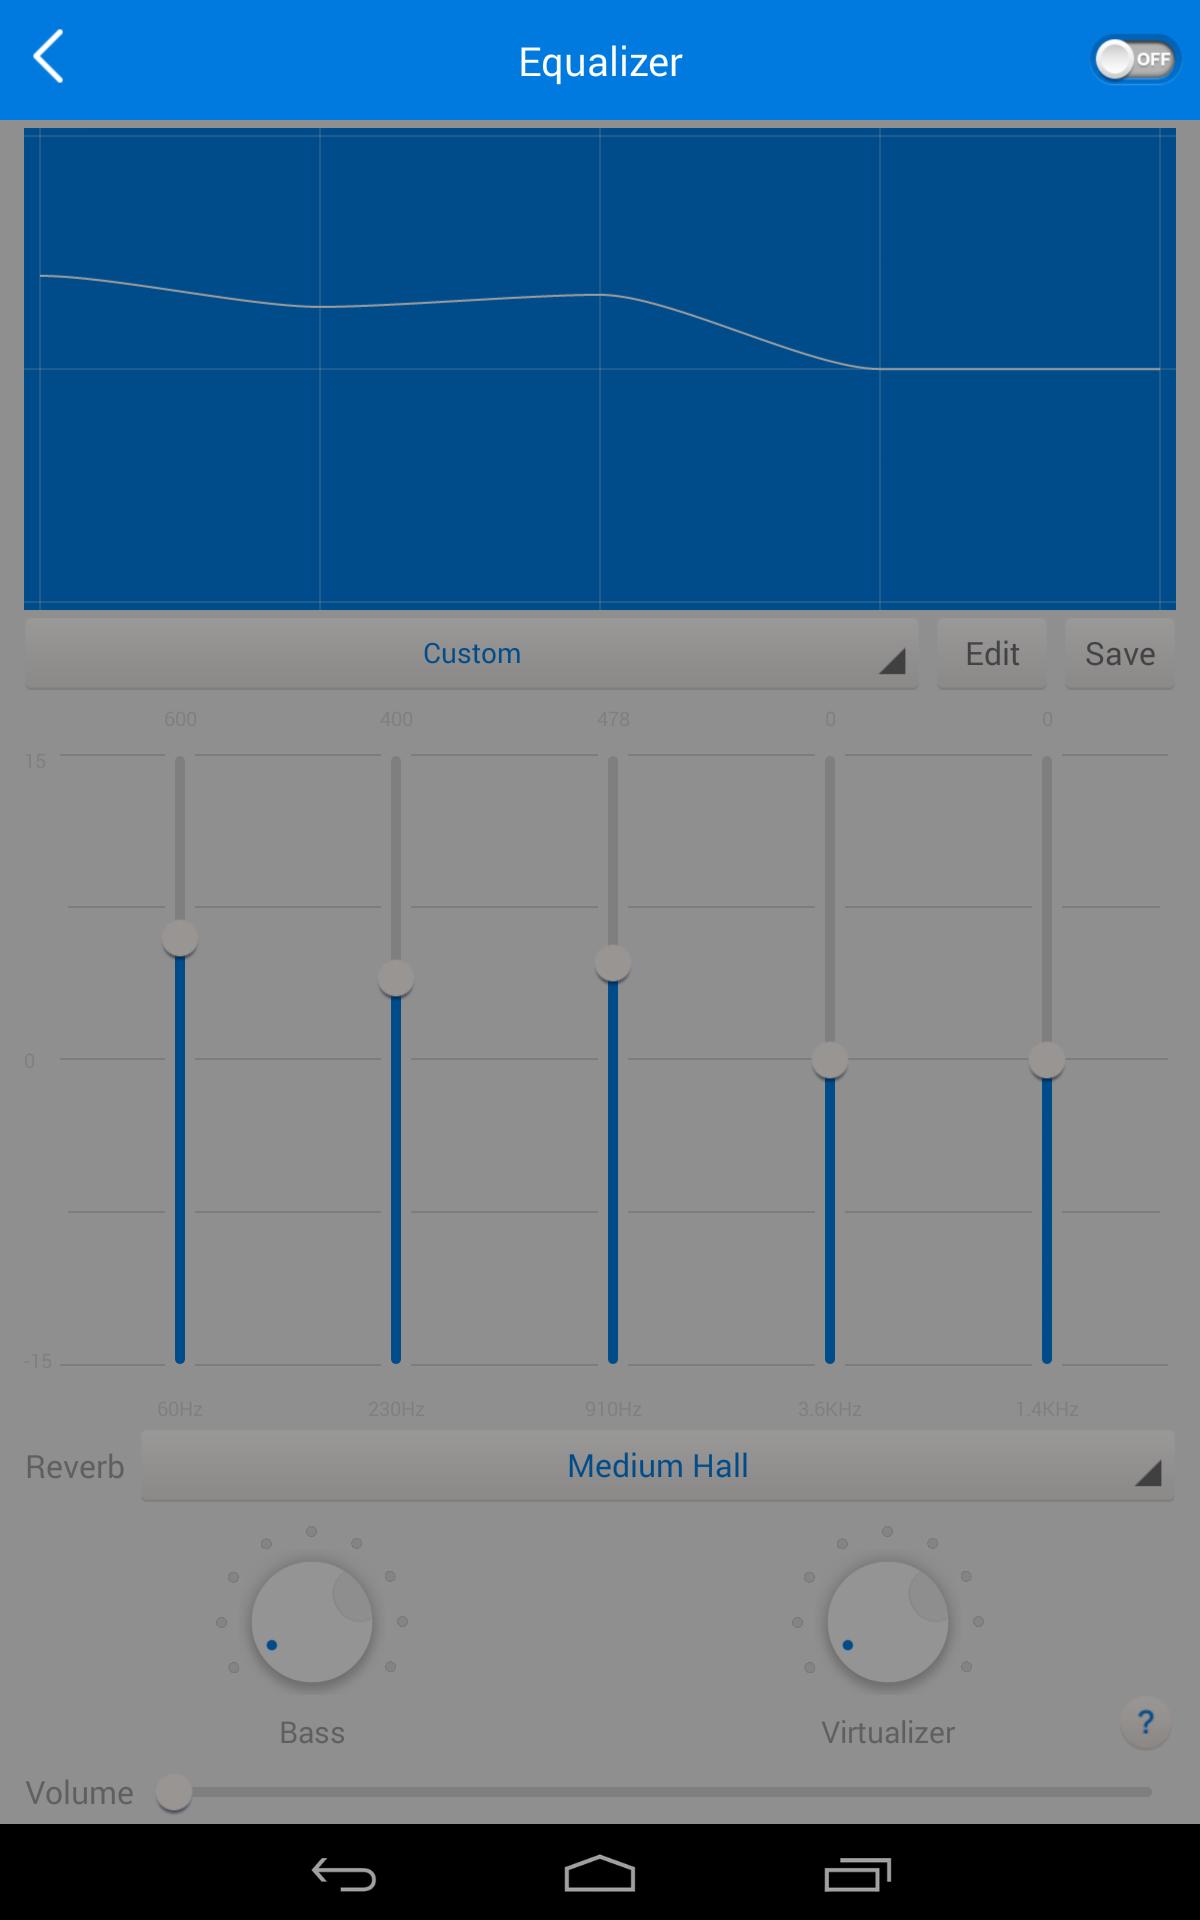 Equalizer
OFF
Custom
Edit
Save
600 400 478 0 0
15
0
-15
60Hz 230Hz 910Hz 3.6KHz 1.4KHz
Reverb
Medium Hall
Bass
Virtualizer
?
Volume